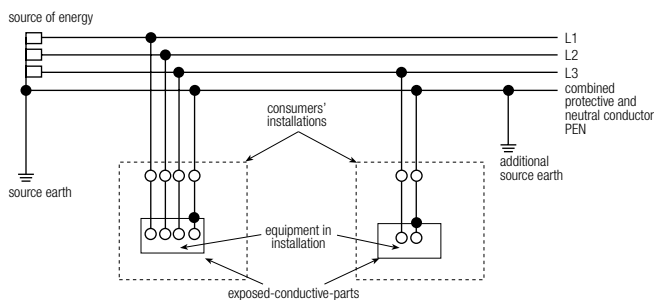 source of energy
L1
L2
L3
combined
protective and
neutral conductor
PEN
consumers’
installations
additional
source earth
source earth
equipment in
installation
exposed-conductive-parts